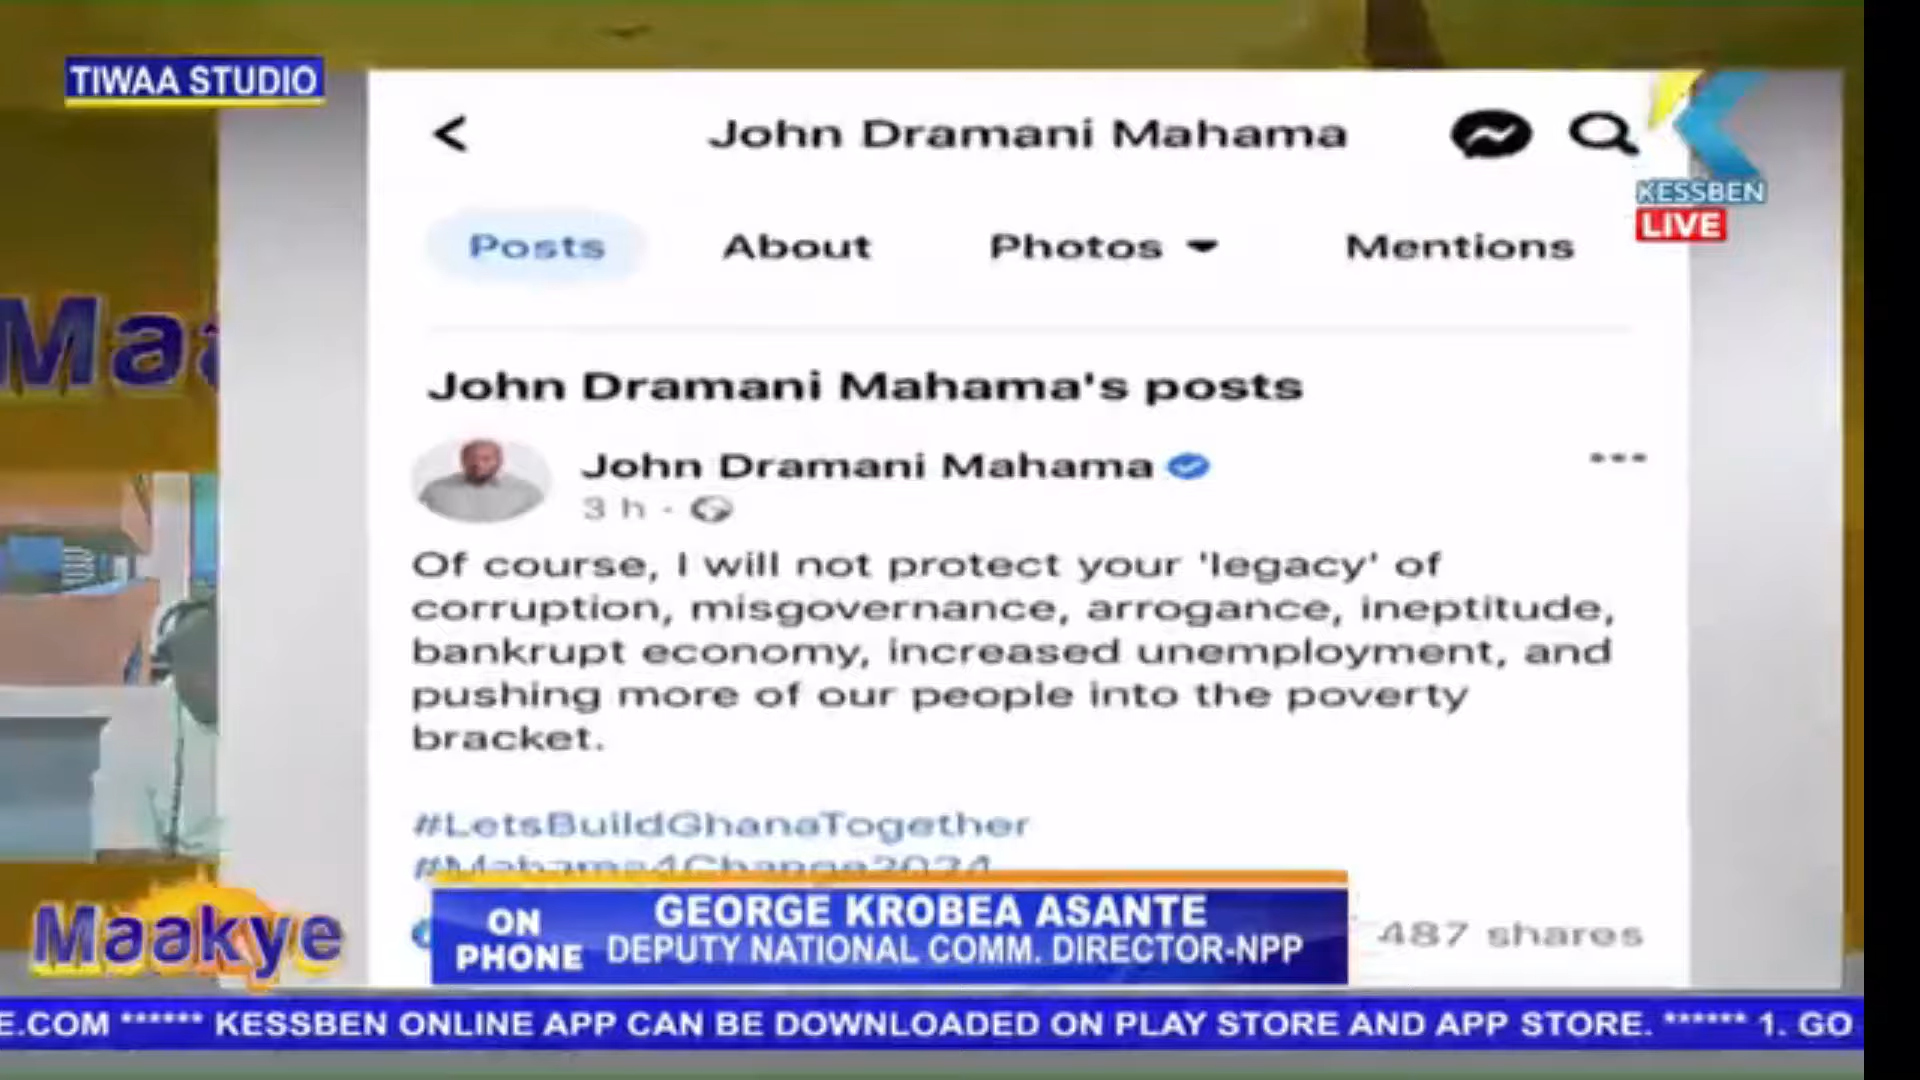 TIWAA STUDIO
John Dramani Mahama
KESSBEN
LIVE
Posts
About
Photos
Mentions
Maa
John Dramani Mahama's posts
John Dramani Mahama
3 h ·
Of course, I will not protect your 'legacy' of
corruption, misgovernance, arrogance, ineptitude,
bankrupt economy, increased unemployment, and
pushing more of our people into the poverty
bracket.
#LetsBuildGhanaTogether
#Mahama4Change2024
487 shares
Maakye
ON PHONE
GEORGE KROBEA ASANTE
DEPUTY NATIONAL COMM. DIRECTOR-NPP
E.COM ****** KESSBEN ONLINE APP CAN BE DOWNLOADED ON PLAY STORE AND APP STORE. ****** 1. GO